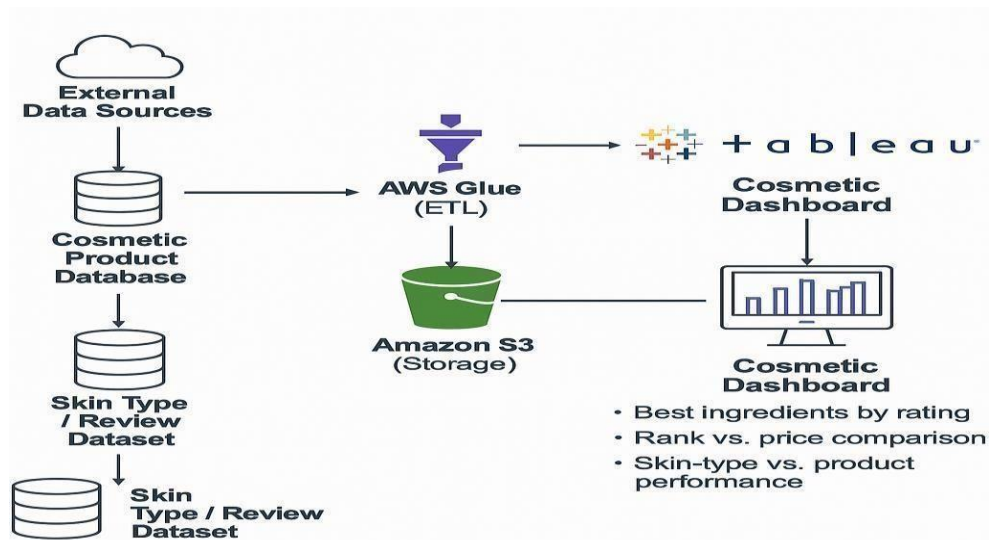 External
Data Sources
Cosmetic
Product
Database
Skin Type
/ Review
Dataset
Skin
Type / Review
Dataset
AWS Glue
(ETL)
Amazon S3
(Storage)
+ a b l e a u
Cosmetic
Dashboard
Cosmetic
Dashboard
• Best ingredients by rating
• Rank vs. price comparison
• Skin-type vs. product
performance